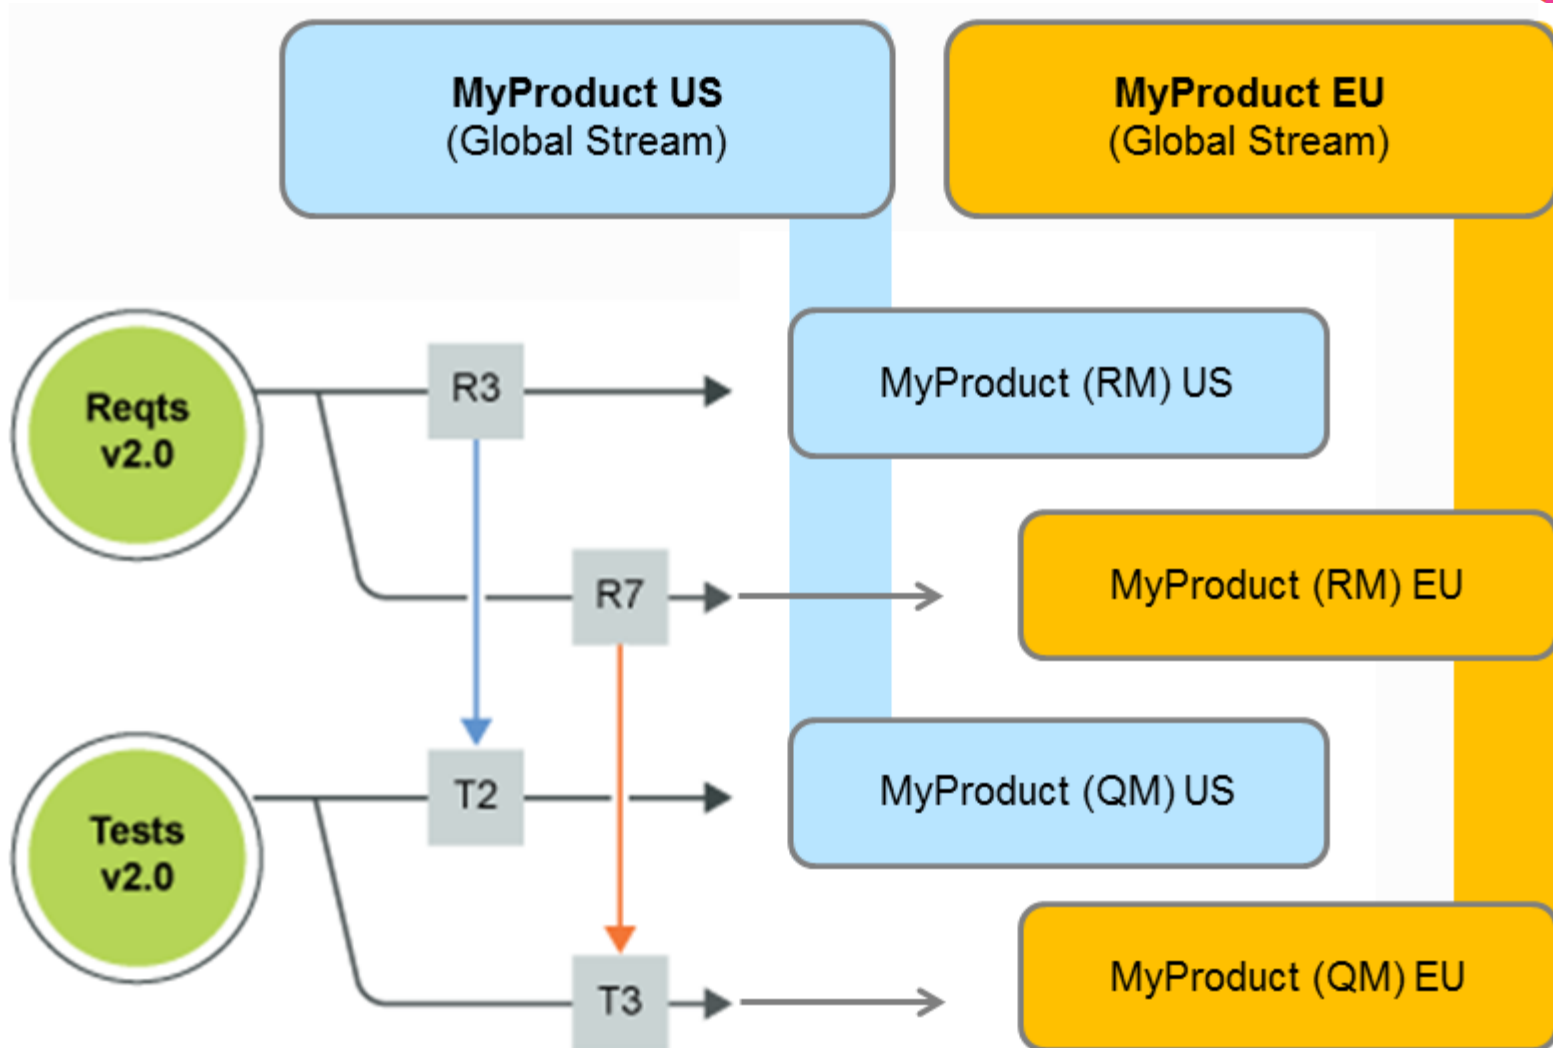 MyProduct US
(Global Stream)
MyProduct EU
(Global Stream)
Reqts
v2.0
R3
MyProduct (RM) US
R7
MyProduct (RM) EU
Tests
v2.0
T2
MyProduct (QM) US
T3
MyProduct (QM) EU